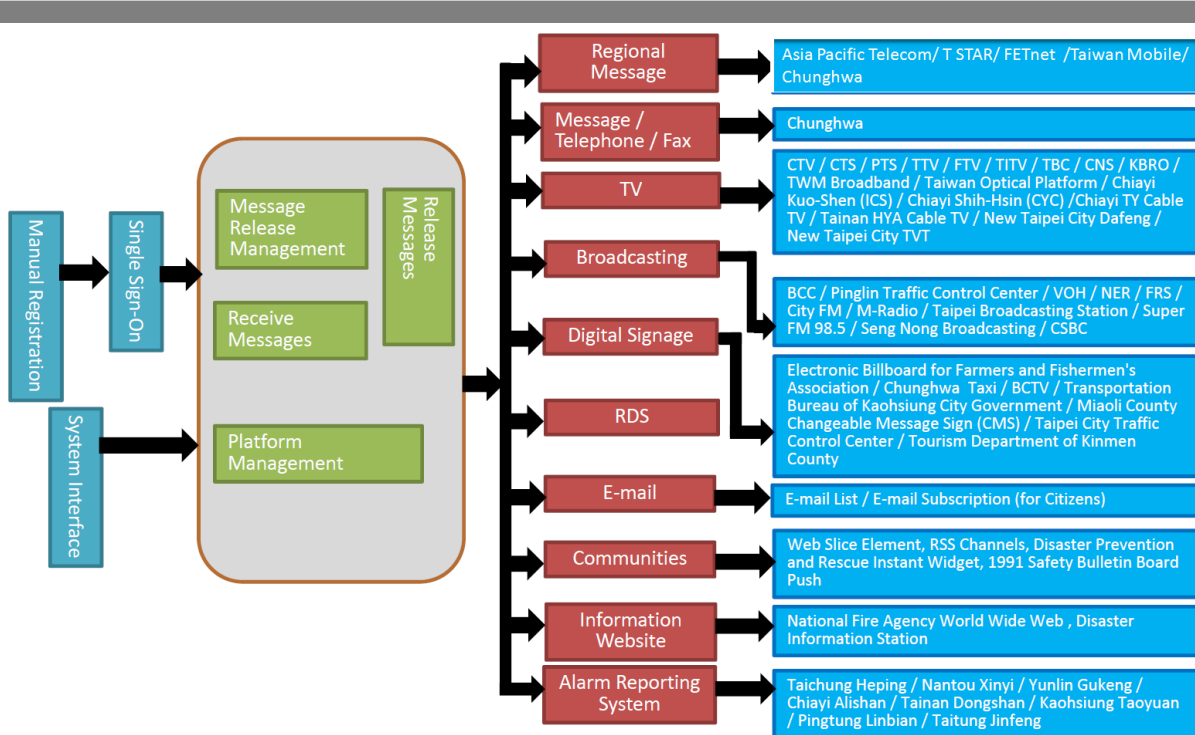 Manual Registration
Single Sign-On
System Interface
Message
Release
Management
Release
Messages
Receive
Messages
Platform
Management
Regional
Message
Asia Pacific Telecom/ T STAR/ FETnet /Taiwan Mobile/
Chunghwa
Message /
Telephone / Fax
Chunghwa
TV
CTV / CTS / PTS / TTV / FTV / TITV / TBC / CNS / KBRO /
TWM Broadband / Taiwan Optical Platform / Chiayi
Kuo-Shen (ICS) / Chiayi Shih-Hsin (CYC) /Chiayi TY Cable
TV / Tainan HYA Cable TV / New Taipei City Dafeng /
New Taipei City TVT
Broadcasting
BCC / Pinglin Traffic Control Center / VOH / NER / FRS /
City FM / M-Radio / Taipei Broadcasting Station / Super
FM 98.5 / Seng Nong Broadcasting / CSBC
Digital Signage
Electronic Billboard for Farmers and Fishermen's
Association / Chunghwa Taxi / BCTV / Transportation
Bureau of Kaohsiung City Government / Miaoli County
Changeable Message Sign (CMS) / Taipei City Traffic
Control Center / Tourism Department of Kinmen
County
RDS
E-mail
E-mail List / E-mail Subscription (for Citizens)
Communities
Web Slice Element, RSS Channels, Disaster Prevention
and Rescue Instant Widget, 1991 Safety Bulletin Board
Push
Information
Website
National Fire Agency World Wide Web , Disaster
Information Station
Alarm Reporting
System
Taichung Heping / Nantou Xinyi / Yunlin Gukeng /
Chiayi Alishan / Tainan Dongshan / Kaohsiung Taoyuan
/ Pingtung Linbian / Taitung Jinfeng